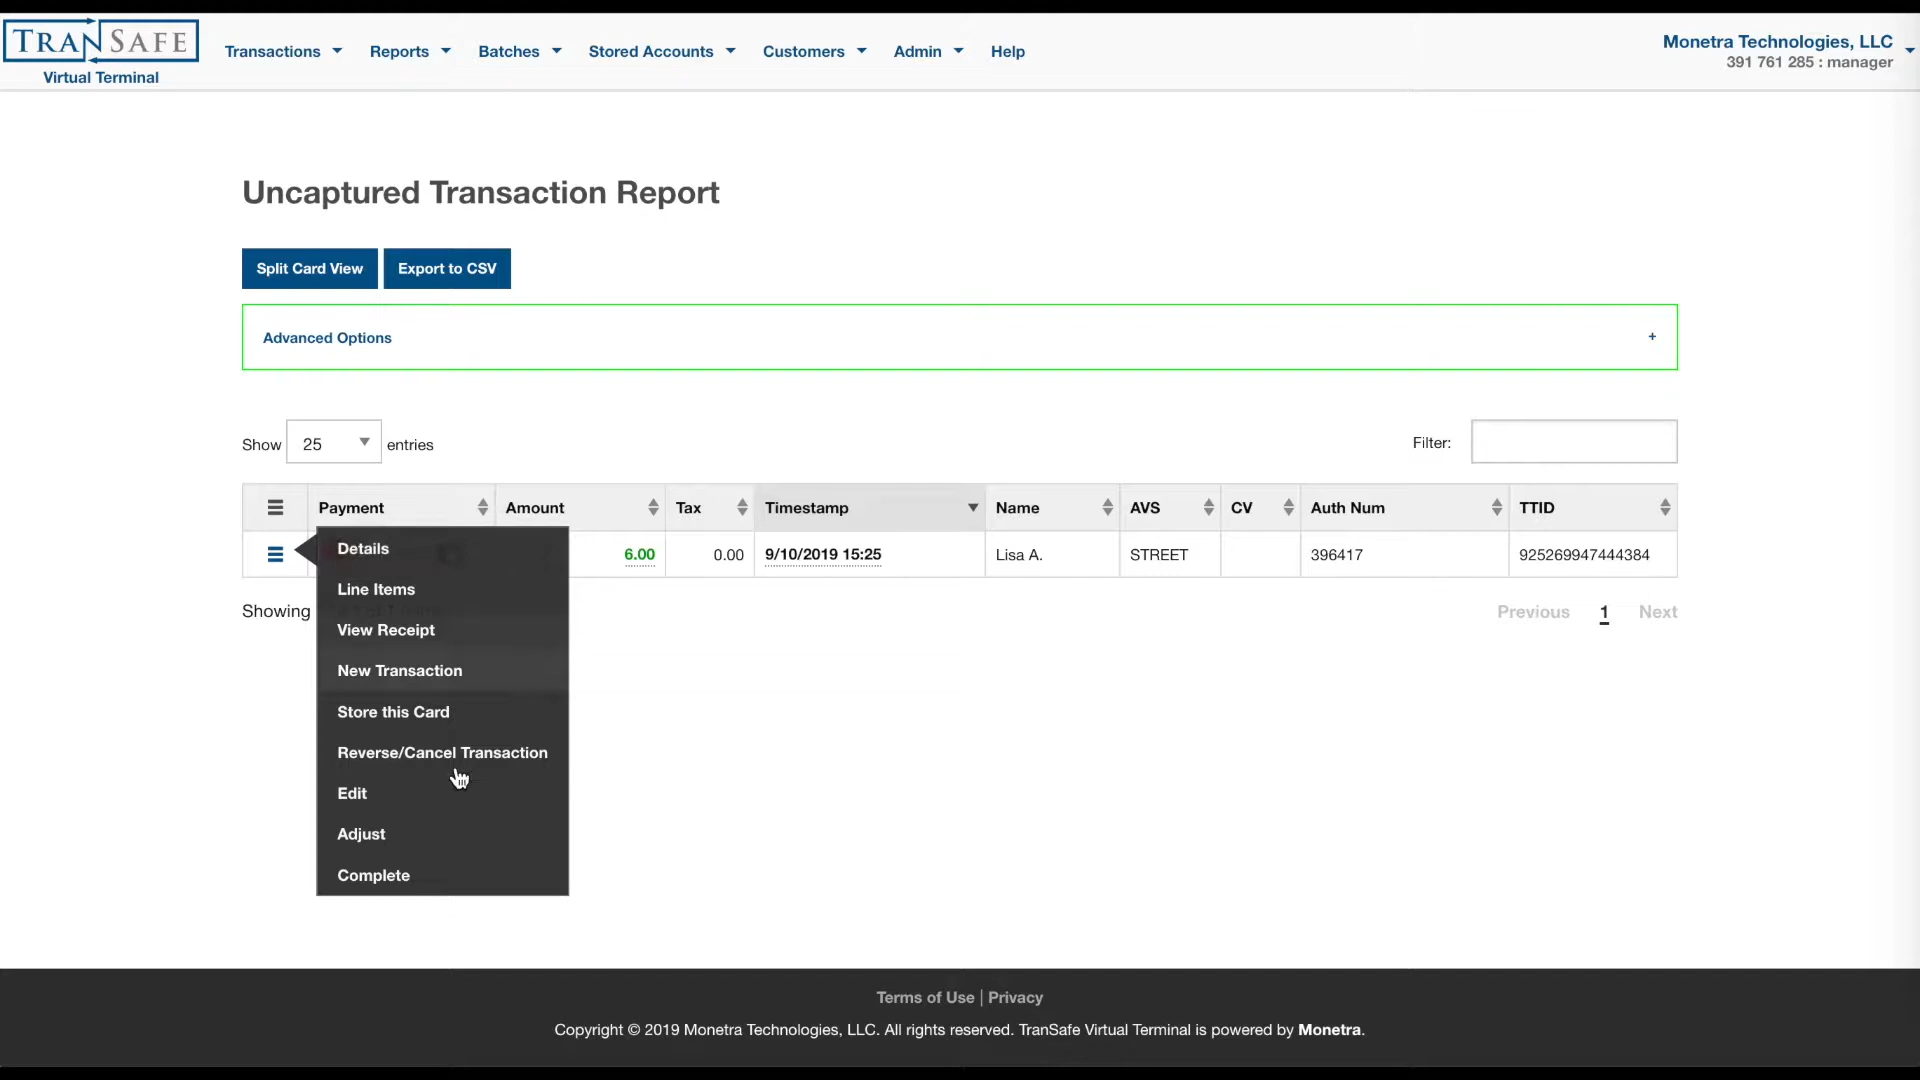 TRANSAFE
Virtual Terminal
Transactions
Reports
Batches
Stored Accounts
Customers
Admin
Help
Monetra Technologies, LLC
391 761 285 : manager
Uncaptured Transaction Report
Split Card View
Export to CSV
Advanced Options +
Show 25 entries
Filter:
Payment Amount Tax Timestamp Name AVS CV Auth Num TTID
6.00 0.00 9/10/2019 15:25 Lisa A. STREET 396417 925269947444384
Details
Line Items
View Receipt
New Transaction
Store this Card
Reverse/Cancel Transaction
Edit
Adjust
Complete
Showing
Previous 1 Next
Terms of Use | Privacy
Copyright © 2019 Monetra Technologies, LLC. All rights reserved. TranSafe Virtual Terminal is powered by Monetra.